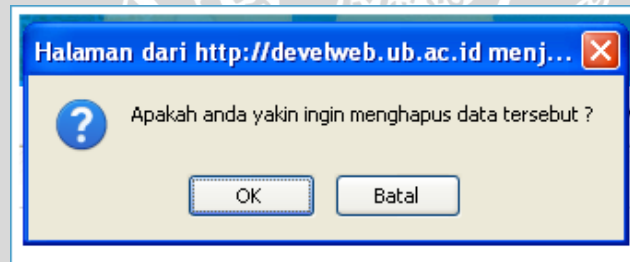 Halaman dari http://develweb.ub.ac.id menj...
Apakah anda yakin ingin menghapus data tersebut ?
OK
Batal